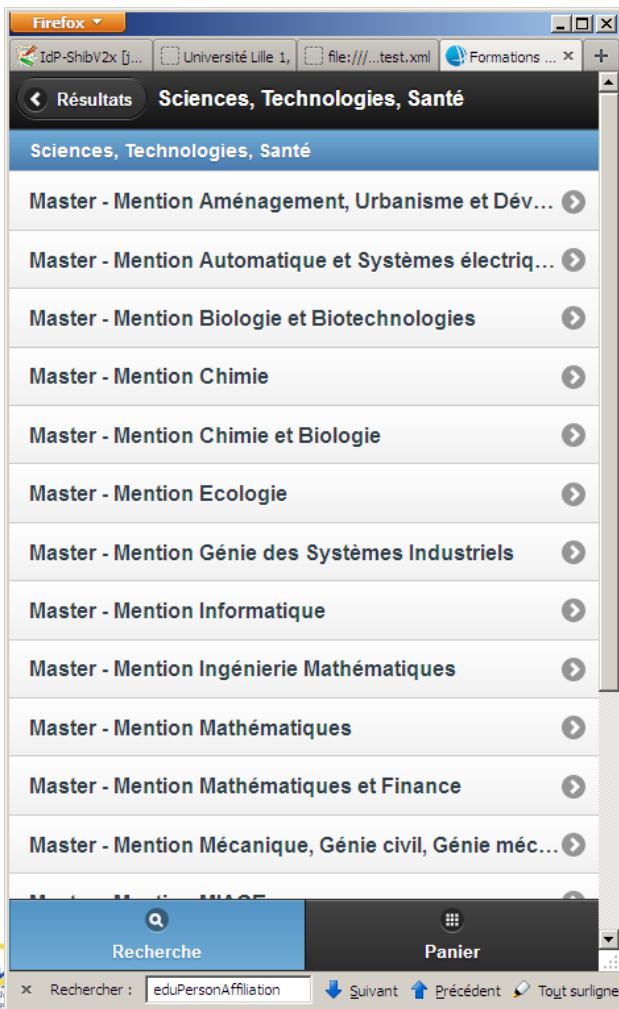 Firefox
IdP-ShibV2x [j... Université Lille 1, file:///...test.xml Formations ... × +
Résultats Sciences, Technologies, Santé
Sciences, Technologies, Santé
Master - Mention Aménagement, Urbanisme et Dév...
Master - Mention Automatique et Systèmes électriq...
Master - Mention Biologie et Biotechnologies
Master - Mention Chimie
Master - Mention Chimie et Biologie
Master - Mention Ecologie
Master - Mention Génie des Systèmes Industriels
Master - Mention Informatique
Master - Mention Ingénierie Mathématiques
Master - Mention Mathématiques
Master - Mention Mathématiques et Finance
Master - Mention Mécanique, Génie civil, Génie méc...
Master - Mention MIAGE
Recherche Panier
× Rechercher : eduPersonAffiliation Suivant Précédent Tout surligne